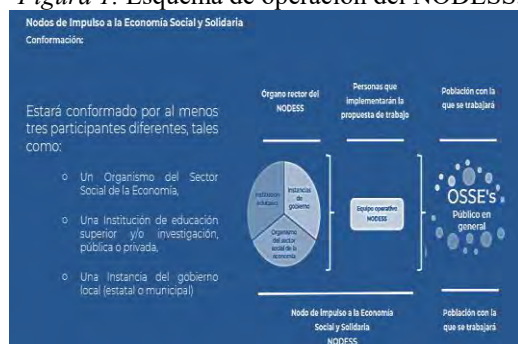 Figura 1. Esquema de operación del NODESS
Nodos de Impulso a la Economía Social y Solidaria
Conformación:
Estará conformado por al menos
tres participantes diferentes, tales
como:
○ Un Organismo del Sector
Social de la Economía,
○ Una Institución de educación
superior y/o investigación,
pública o privada,
○ Una Instancia del gobierno
local (estatal o municipal)
Órgano rector del
NODESS
Personas que
implementarán la
propuesta de trabajo
Población con la
que se trabajará
Instancias
de
gobierno
Organismo
del sector
social de la
economía
Equipo operativo
NODESS
OSSE's
Público en
general
Nodo de Impulso a la Economía
Social y Solidaria
NODESS
Población con la
que se trabajará